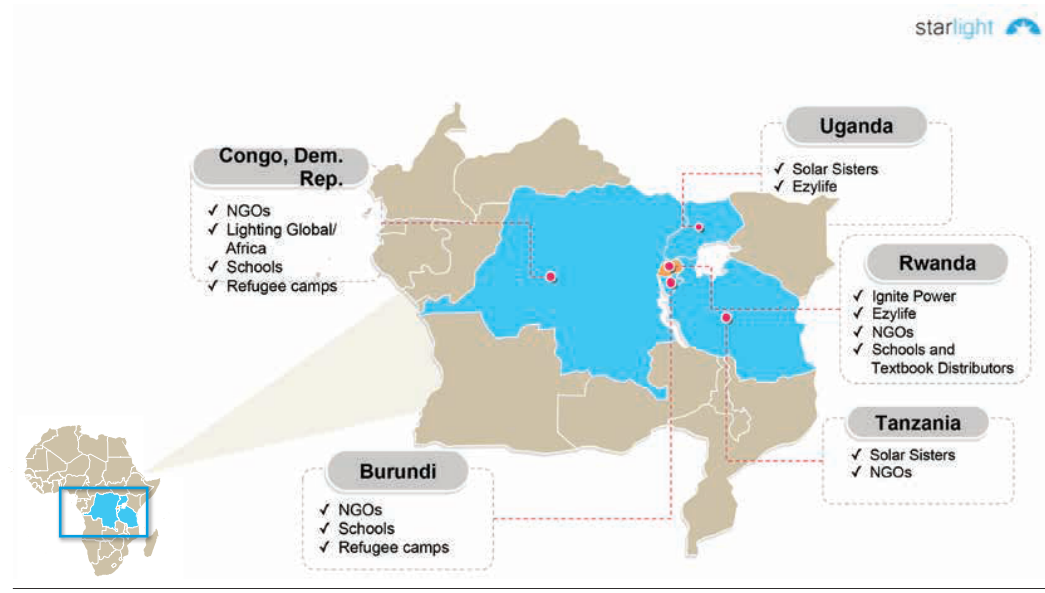 starlight
Uganda
✓ Solar Sisters
✓ Ezylife
Congo, Dem.
Rep.
✓ NGOs
✓ Lighting Global/
Africa
✓ Schools
✓ Refugee camps
Rwanda
✓ Ignite Power
✓ Ezylife
✓ NGOs
✓ Schools and
Textbook Distributors
Tanzania
✓ Solar Sisters
✓ NGOs
Burundi
✓ NGOs
✓ Schools
✓ Refugee camps